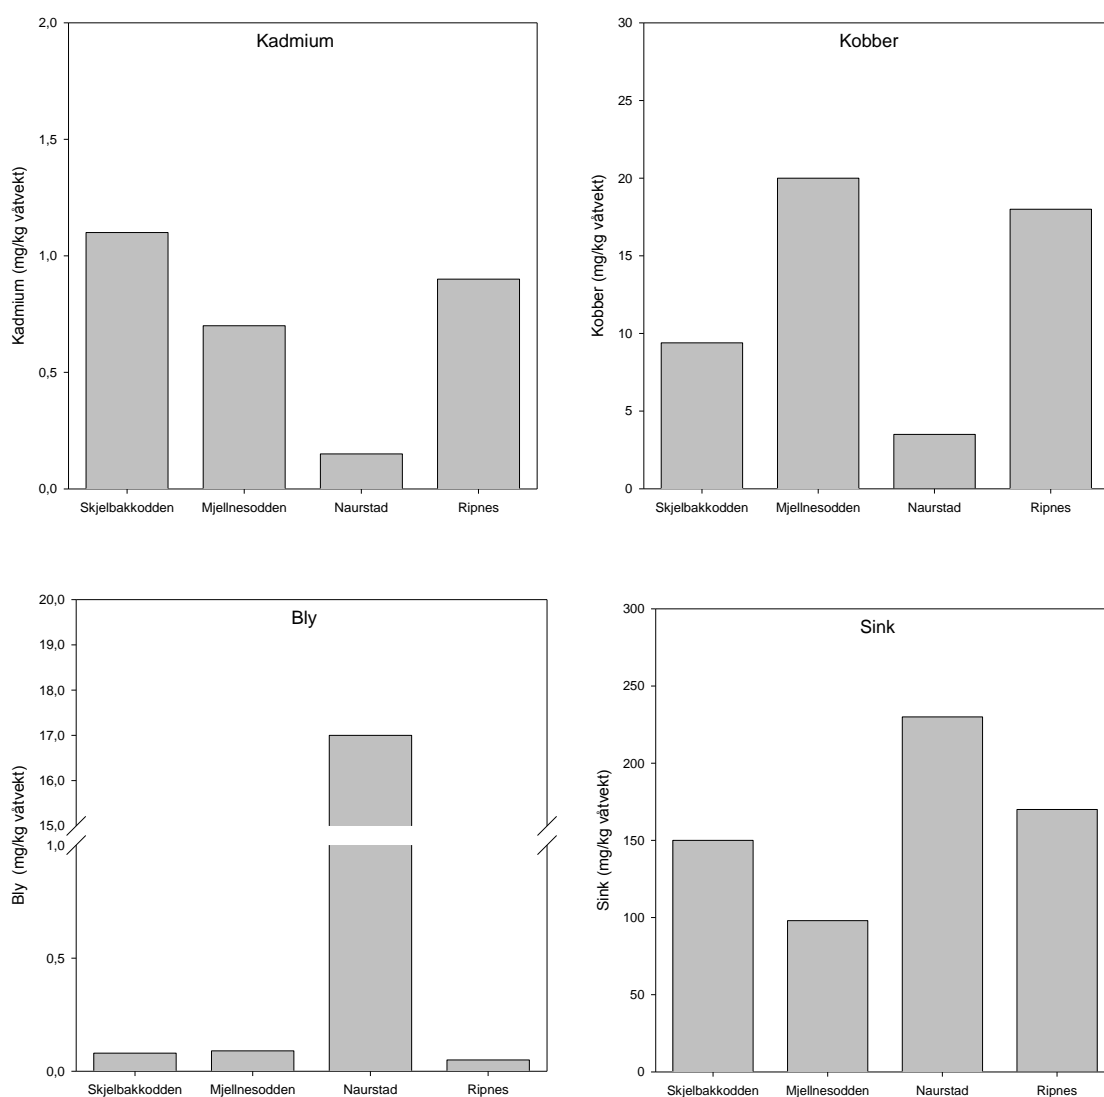 Kadmium
Kadmium (mg/kg våtvekt)
2,0
1,5
1,0
0,5
0,0
Skjelbakkodden Mjellnesodden Naurstad Ripnes
Kobber
Kobber (mg/kg våtvekt)
30
25
20
15
10
5
0
Skjelbakkodden Mjellnesodden Naurstad Ripnes
Bly
Bly (mg/kg våtvekt)
20,0
19,0
18,0
17,0
16,0
15,0
1,0
0,5
0,0
Skjelbakkodden Mjellnesodden Naurstad Ripnes
Sink
Sink (mg/kg våtvekt)
300
250
200
150
100
50
0
Skjelbakkodden Mjellnesodden Naurstad Ripnes